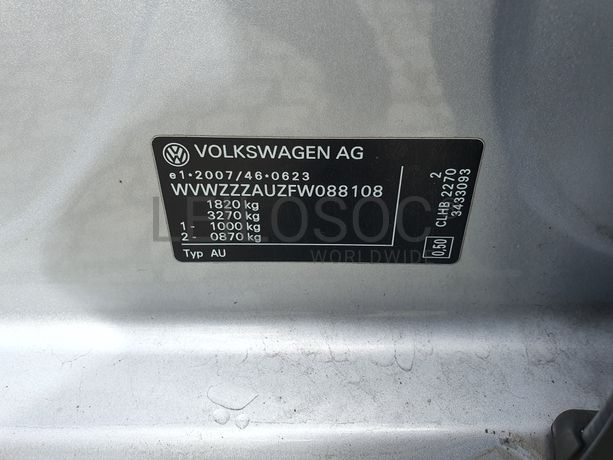 VOLKSWAGEN AG
e1*2007/46*0623
WVWZZZAUZFW088108
1820 kg
3270 kg
1 - 1000 kg
2 - 0870 kg
Typ AU
0,50
CLHB 2270
2
3433093
WORLDWIDE